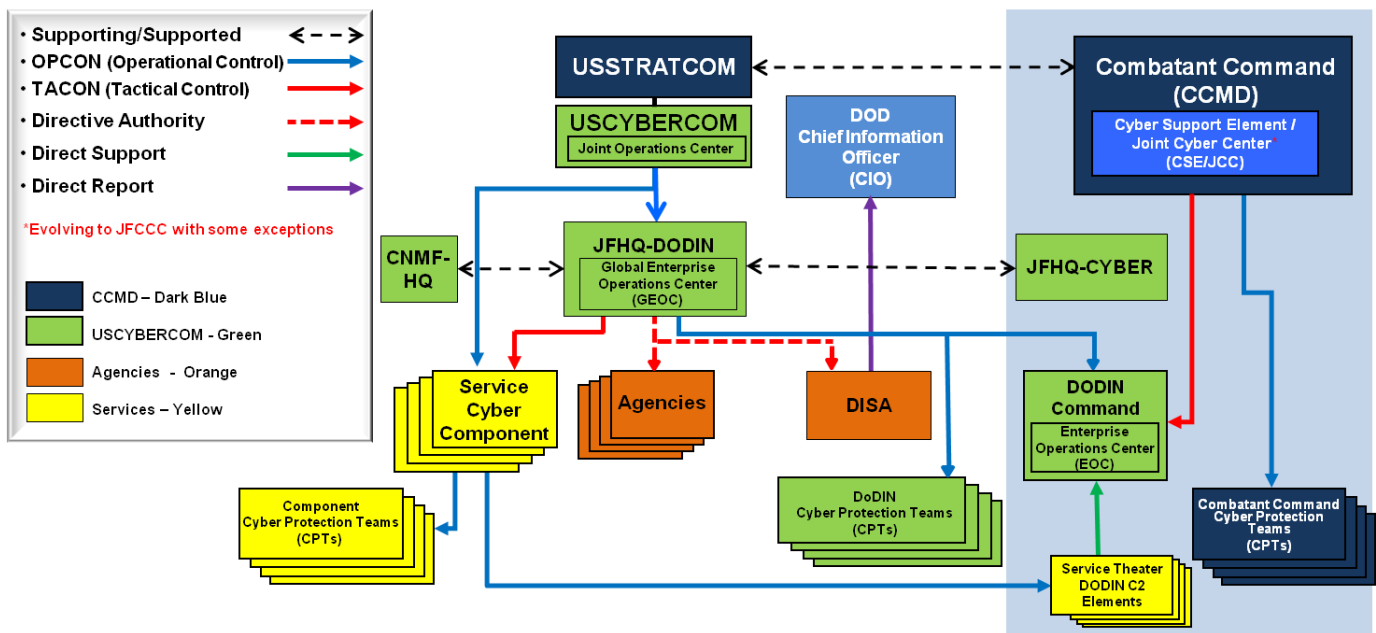 · Supporting/Supported
· OPCON (Operational Control)
· TACON (Tactical Control)
· Directive Authority
· Direct Support
· Direct Report
*Evolving to JFCCC with some exceptions
CCMD – Dark Blue
USCYBERCOM - Green
Agencies - Orange
Services – Yellow
USSTRATCOM
USCYBERCOM
Joint Operations Center
DOD
Chief Information
Officer
(CIO)
Combatant Command
(CCMD)
Cyber Support Element /
Joint Cyber Center*
(CSE/JCC)
CNMF-
HQ
JFHQ-DODIN
Global Enterprise
Operations Center
(GEOC)
JFHQ-CYBER
Service
Cyber
Component
Agencies
DISA
DODIN
Command
Enterprise
Operations Center
(EOC)
Component
Cyber Protection Teams
(CPTs)
DoDIN
Cyber Protection Teams
(CPTs)
Combatant Command
Cyber Protection
Teams
(CPTs)
Service Theater
DODIN C2
Elements